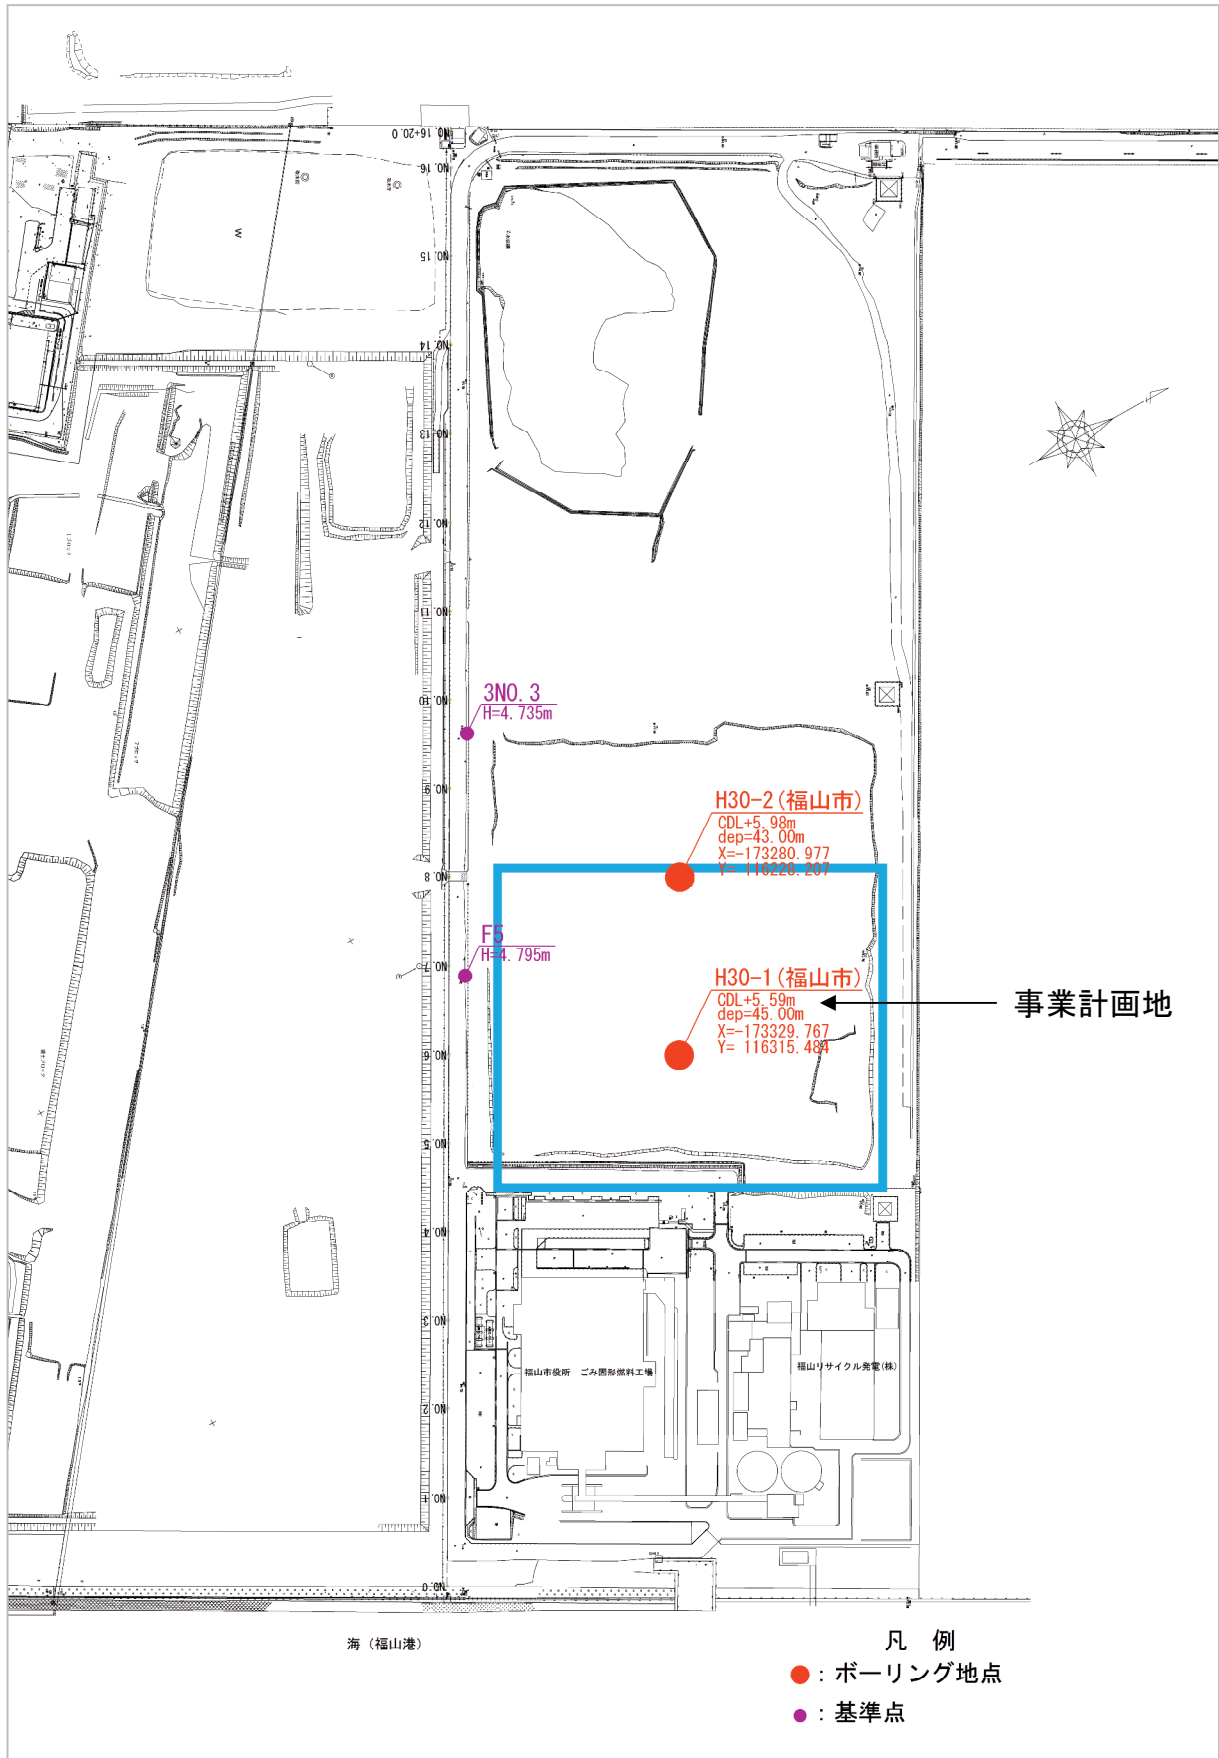 NO.16+20.0
NO.16
NO.15
W
NO.14
NO.13
NO.12
NO.11
NO.10
3NO.3
H=4.735m
NO.9
H30-2(福山市)
CDL+5.98m
dep=43.00m
X=-173280.977
Y= 116228.207
NO.8
F5
H=4.795m
NO.7
H30-1(福山市)
CDL+5.59m
dep=45.00m
X=-173329.767
Y= 116315.484
事業計画地
NO.6
NO.5
NO.4
NO.3
福山市役所 ごみ固形燃料工場
福山リサイクル発電(株)
NO.2
NO.1
NO.0
海(福山港)
凡 例
:ボーリング地点
:基準点